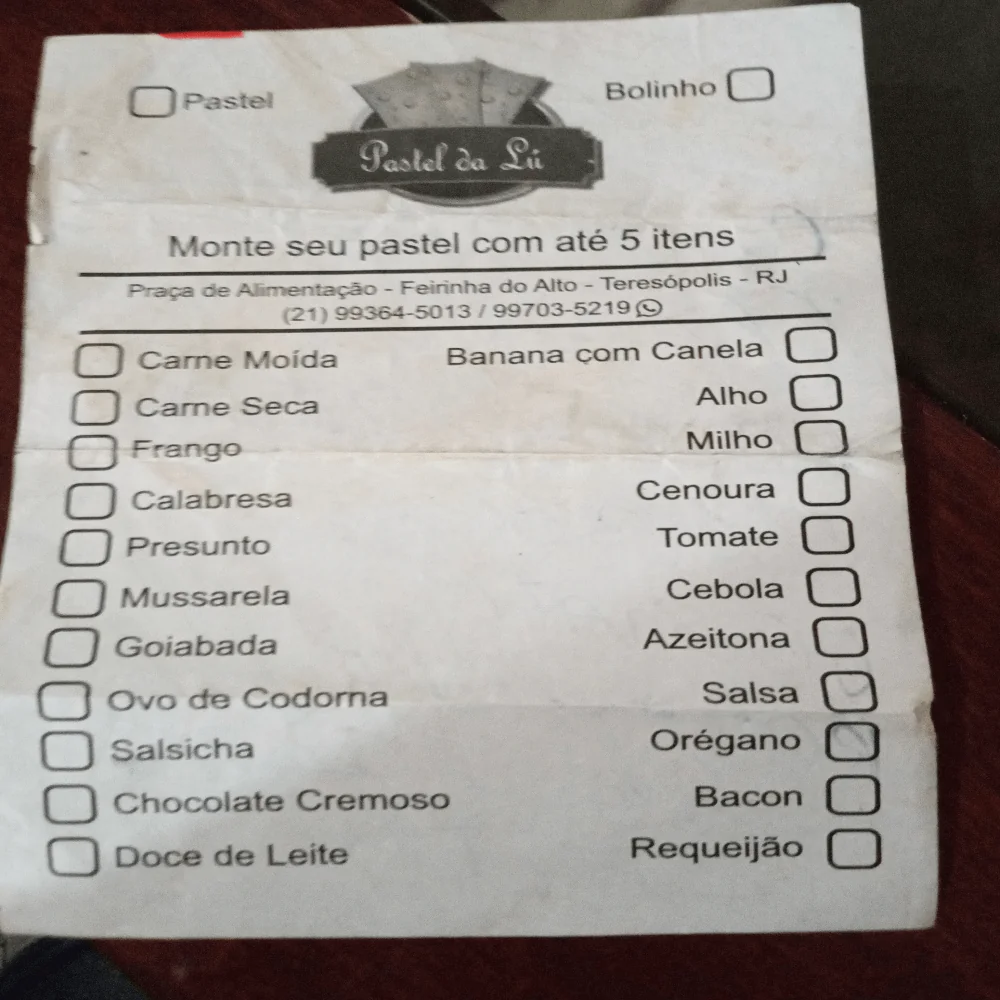 Pastel
Bolinho
Pastel da Lú
Monte seu pastel com até 5 itens
Praça de Alimentação - Feirinha do Alto - Teresópolis - RJ
(21) 99364-5013 / 99703-5219
Carne Moída Banana com Canela
Carne Seca Alho
Frango Milho
Calabresa Cenoura
Presunto Tomate
Mussarela Cebola
Goiabada Azeitona
Ovo de Codorna Salsa
Salsicha Orégano
Chocolate Cremoso Bacon
Doce de Leite Requeijão